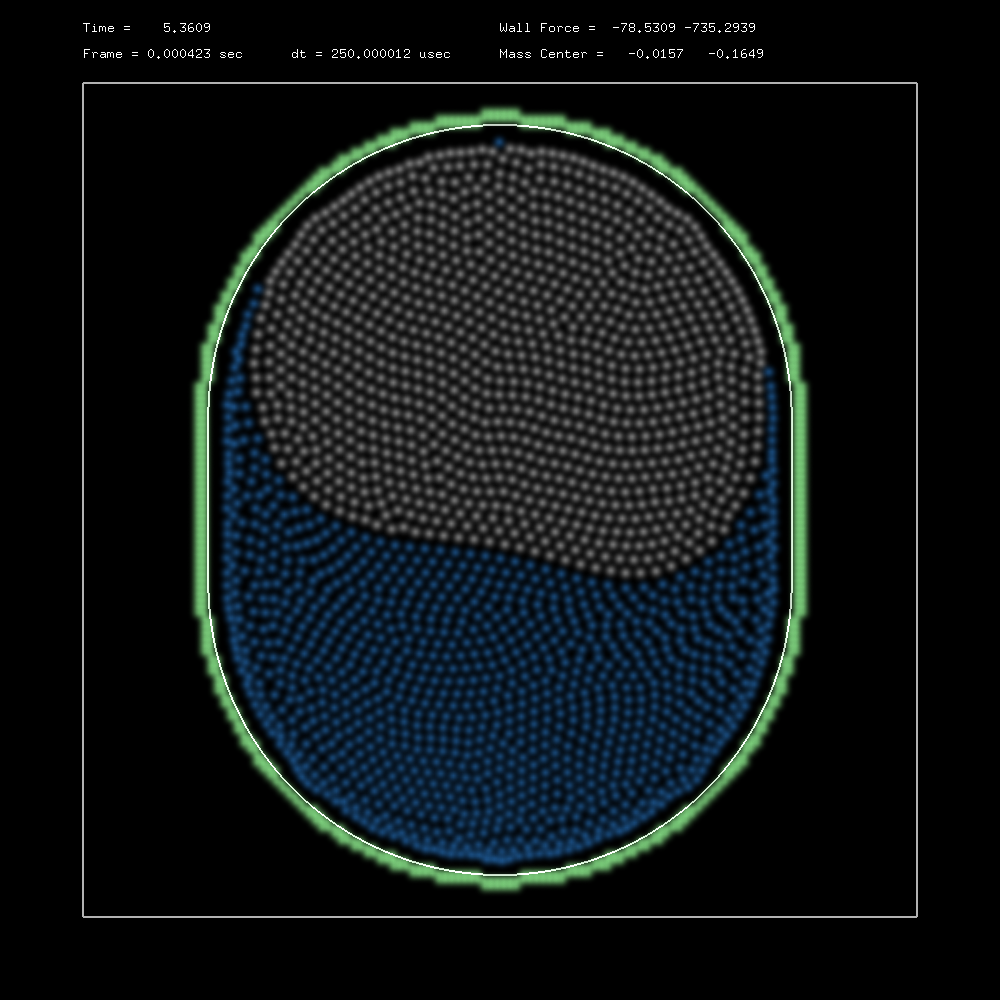 Time = 5.3609 Wall Force = -78.5309 -735.2939
Frame = 0.000423 sec dt = 250.000012 usec Mass Center = -0.0157 -0.1649